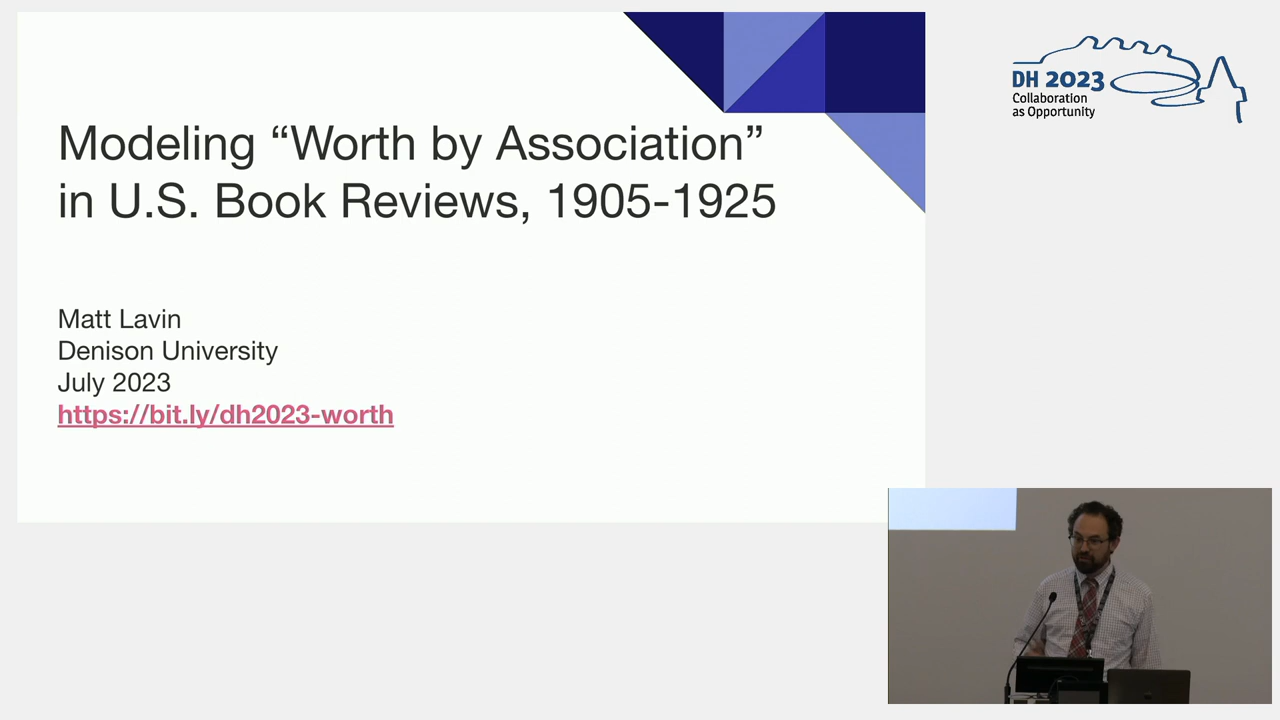 Modeling “Worth by Association”
in U.S. Book Reviews, 1905-1925
Matt Lavin
Denison University
July 2023
https://bit.ly/dh2023-worth
DH 2023
Collaboration
as Opportunity